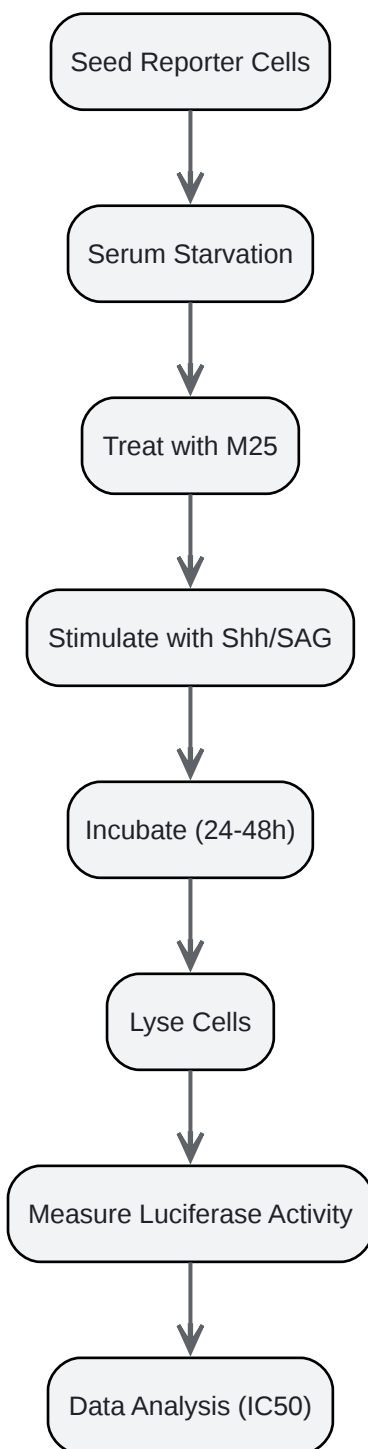 Seed Reporter Cells
Serum Starvation
Treat with M25
Stimulate with Shh/SAG
Incubate (24-48h)
Lyse Cells
Measure Luciferase Activity
Data Analysis (IC50)